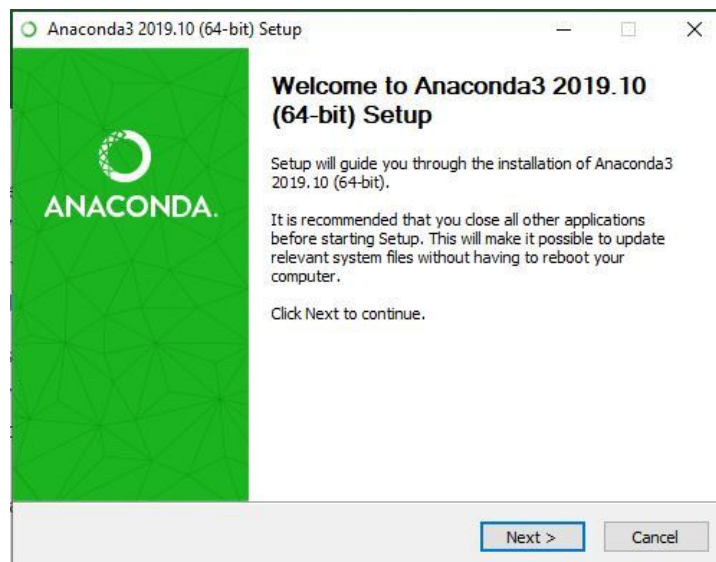 Anaconda3 2019.10 (64-bit) Setup
ANACONDA.
Welcome to Anaconda3 2019.10
(64-bit) Setup
Setup will guide you through the installation of Anaconda3
2019.10 (64-bit).
It is recommended that you close all other applications
before starting Setup. This will make it possible to update
relevant system files without having to reboot your
computer.
Click Next to continue.
Next >
Cancel